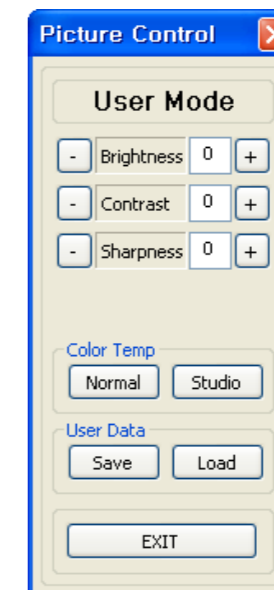 Picture Control
User Mode
- Brightness 0 +
- Contrast 0 +
- Sharpness 0 +
Color Temp
Normal Studio
User Data
Save Load
EXIT